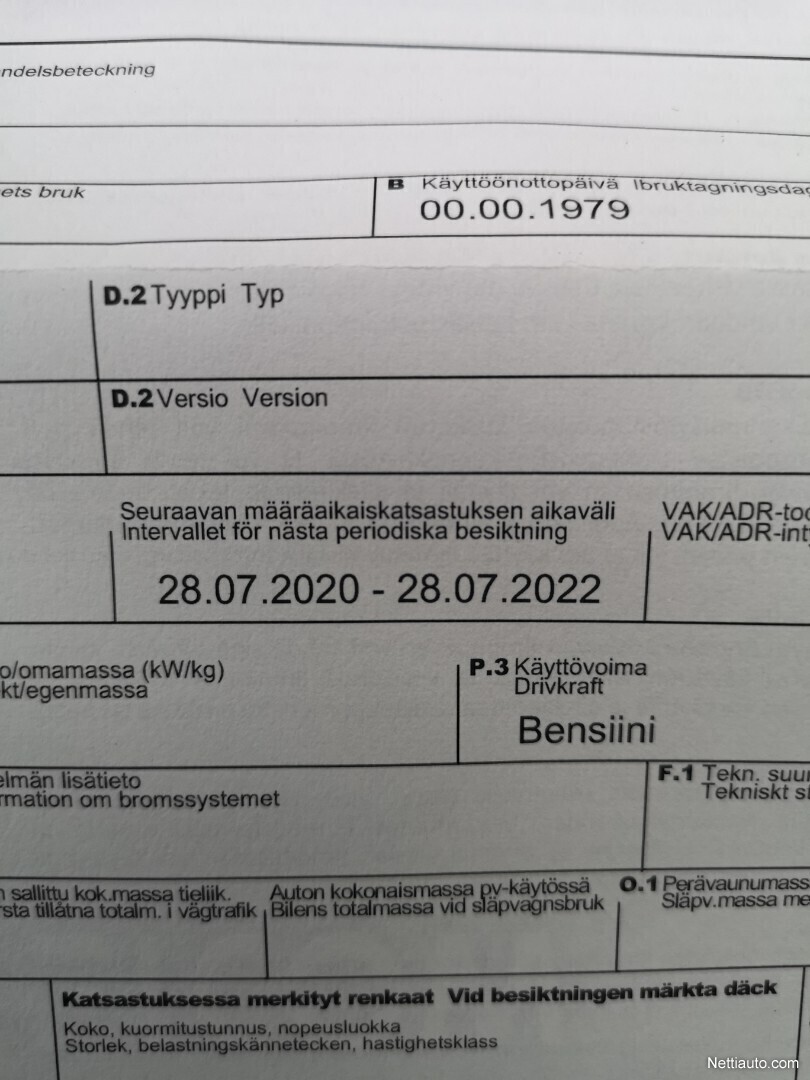 ndelsbeteckning
ets bruk
B Käyttöönottopäivä Ibruktagningsdag
00.00.1979
D.2 Tyyppi Typ
D.2 Versio Version
Seuraavan määräaikaiskatsastuksen aikaväli
Intervallet för nästa periodiska besiktning
28.07.2020 - 28.07.2022
VAK/ADR-too
VAK/ADR-inty
o/omamassa (kW/kg)
kt/egenmassa
P.3 Käyttövoima
Drivkraft
Bensiini
elmän lisätieto
rmation om bromssystemet
F.1 Tekn. suur
Tekniskt st
n sallittu kok.massa tieliik.
rsta tillåtna totalm. i vägtrafik
Auton kokonaismassa pv-käytössä
Bilens totalmassa vid släpvagnsbruk
O.1 Perävaunumass
Släpv.massa me
Katsastuksessa merkityt renkaat Vid besiktningen märkta däck
Koko, kuormitustunnus, nopeusluokka
Storlek, belastningskännetecken, hastighetsklass
Nettiauto.com